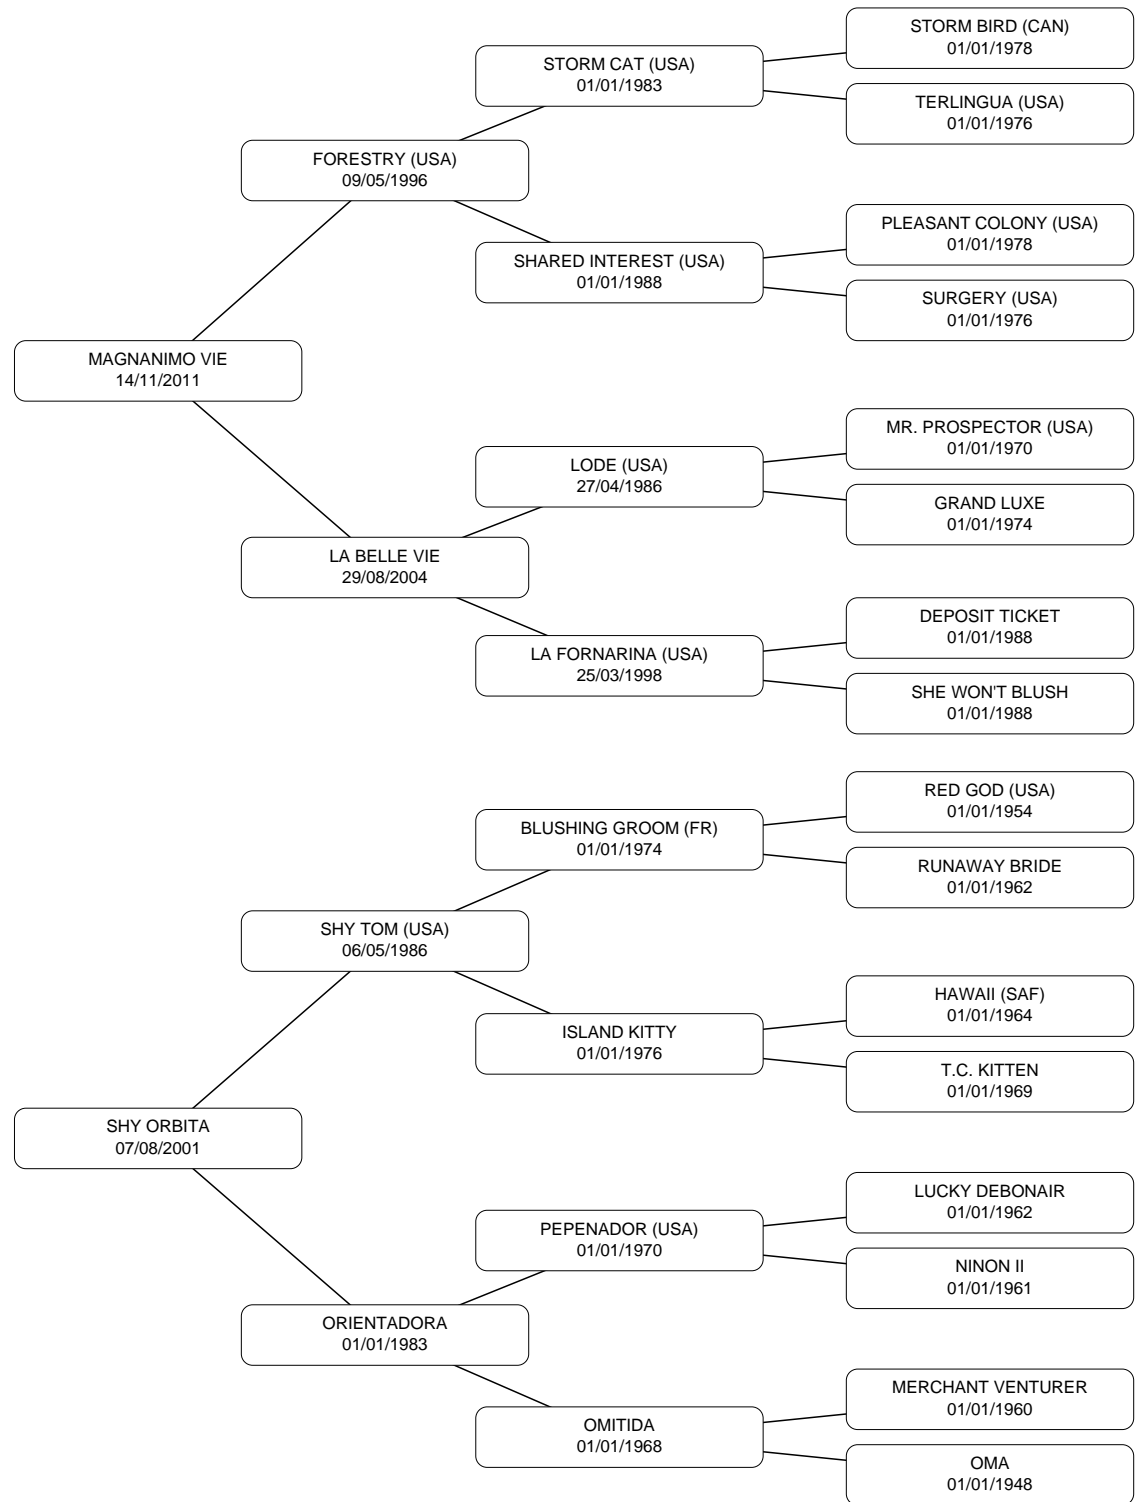 STORM BIRD (CAN)
01/01/1978
STORM CAT (USA)
01/01/1983
TERLINGUA (USA)
01/01/1976
FORESTRY (USA)
09/05/1996
PLEASANT COLONY (USA)
01/01/1978
SHARED INTEREST (USA)
01/01/1988
SURGERY (USA)
01/01/1976
MAGNANIMO VIE
14/11/2011
MR. PROSPECTOR (USA)
01/01/1970
LODE (USA)
27/04/1986
GRAND LUXE
01/01/1974
LA BELLE VIE
29/08/2004
DEPOSIT TICKET
01/01/1988
LA FORNARINA (USA)
25/03/1998
SHE WON'T BLUSH
01/01/1988
RED GOD (USA)
01/01/1954
BLUSHING GROOM (FR)
01/01/1974
RUNAWAY BRIDE
01/01/1962
SHY TOM (USA)
06/05/1986
HAWAII (SAF)
01/01/1964
ISLAND KITTY
01/01/1976
T.C. KITTEN
01/01/1969
SHY ORBITA
07/08/2001
LUCKY DEBONAIR
01/01/1962
PEPENADOR (USA)
01/01/1970
NINON II
01/01/1961
ORIENTADORA
01/01/1983
MERCHANT VENTURER
01/01/1960
OMITIDA
01/01/1968
OMA
01/01/1948